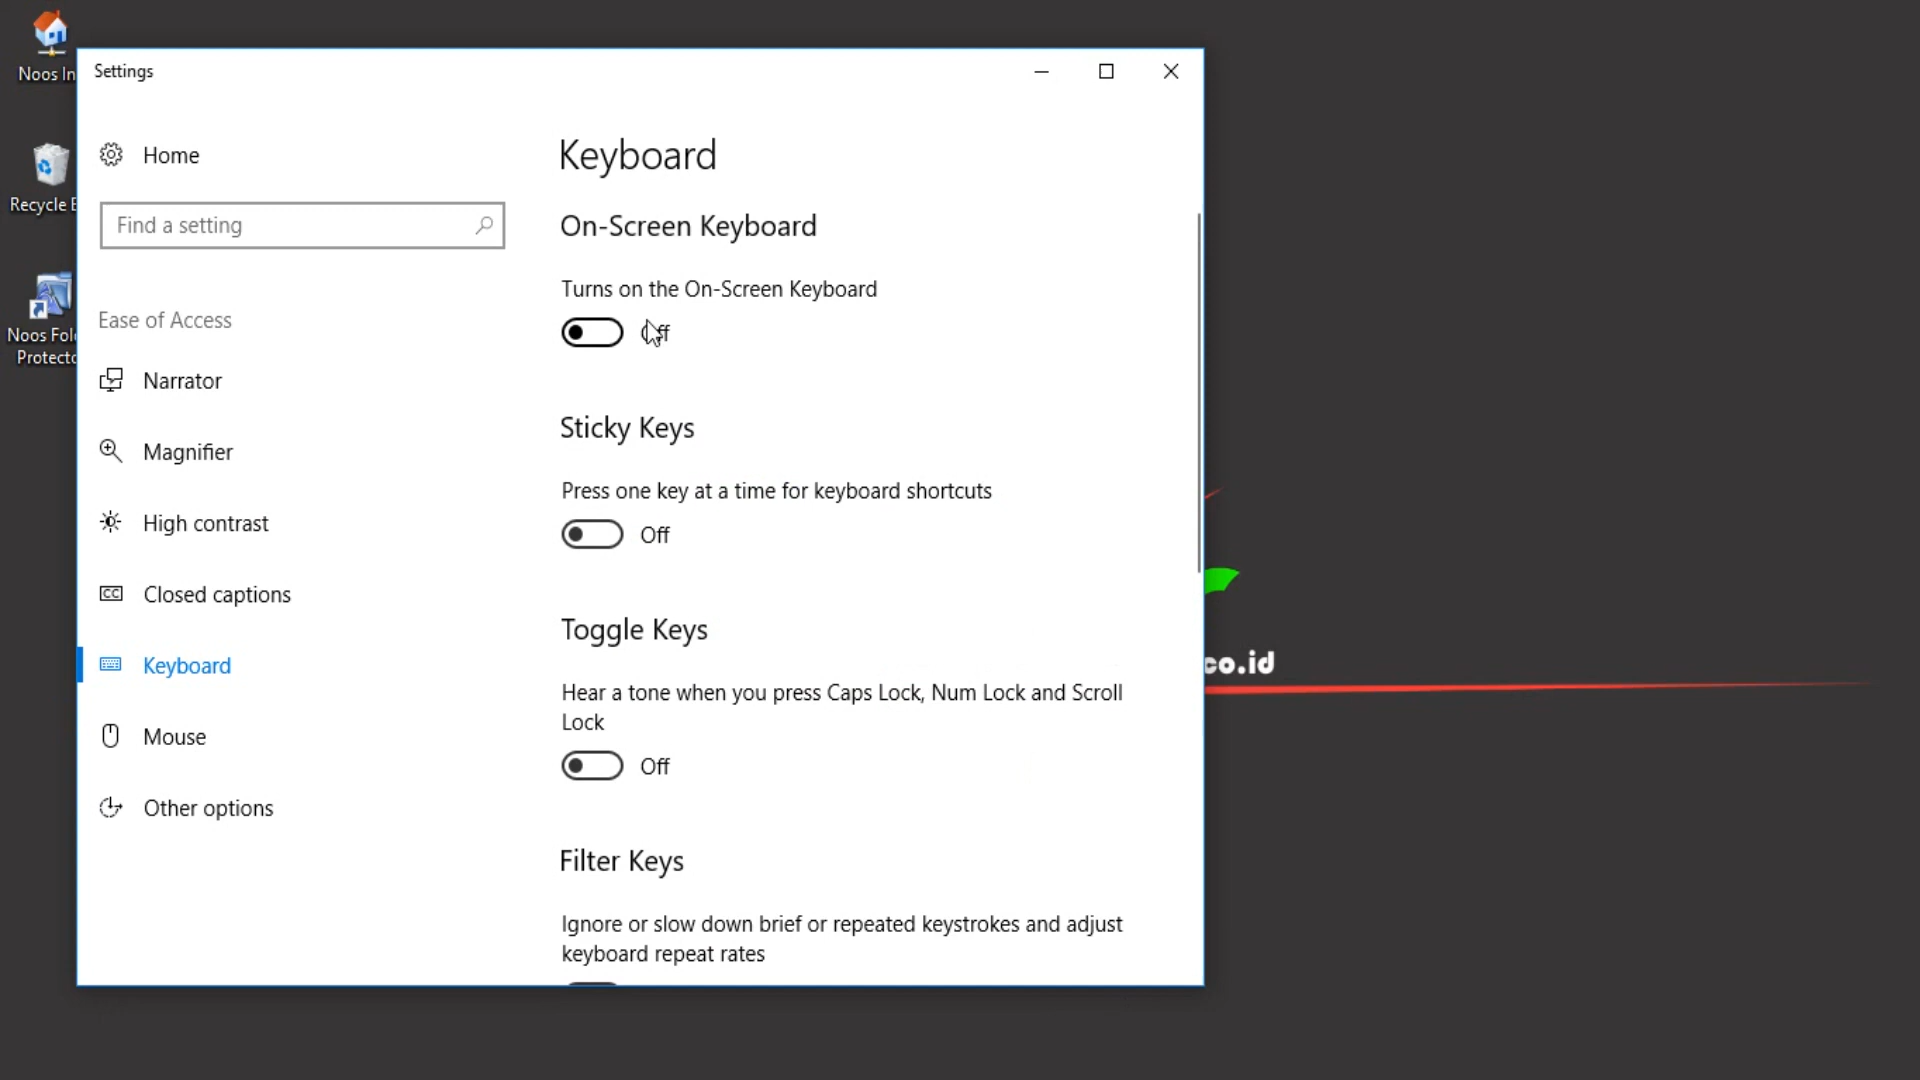 Noos In
Recycle B
Noos Fol
Protect
Settings
Home
Find a setting
Ease of Access
Narrator
Magnifier
High contrast
CC
Closed captions
Keyboard
Mouse
Other options
Keyboard
On-Screen Keyboard
Turns on the On-Screen Keyboard
Off
Sticky Keys
Press one key at a time for keyboard shortcuts
Off
Toggle Keys
Hear a tone when you press Caps Lock, Num Lock and Scroll
Lock
Off
Filter Keys
Ignore or slow down brief or repeated keystrokes and adjust
keyboard repeat rates
co.id